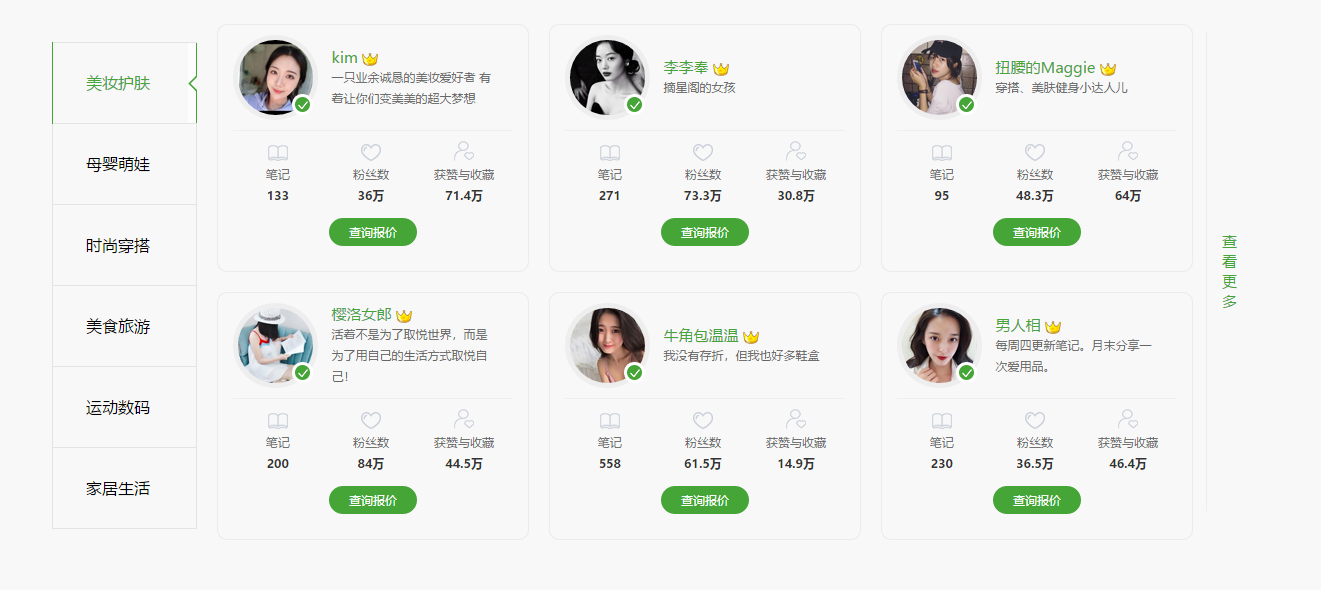 美妆护肤
母婴萌娃
时尚穿搭
美食旅游
运动数码
家居生活
kim
一只业余诚恳的美妆爱好者 有
着让你们变美美的超大梦想
笔记 粉丝数 获赞与收藏
133 36万 71.4万
查询报价
李李奉
摘星阁的女孩
笔记 粉丝数 获赞与收藏
271 73.3万 30.8万
查询报价
扭腰的Maggie
穿搭、美肤健身小达人儿
笔记 粉丝数 获赞与收藏
95 48.3万 64万
查询报价
樱洛女郎
活着不是为了取悦世界，而是
为了用自己的生活方式取悦自
己！
笔记 粉丝数 获赞与收藏
200 84万 44.5万
查询报价
牛角包温温
我没有存折，但我也好多鞋盒
笔记 粉丝数 获赞与收藏
558 61.5万 14.9万
查询报价
男人相
每周四更新笔记。月末分享一
次爱用品。
笔记 粉丝数 获赞与收藏
230 36.5万 46.4万
查询报价
查看更多